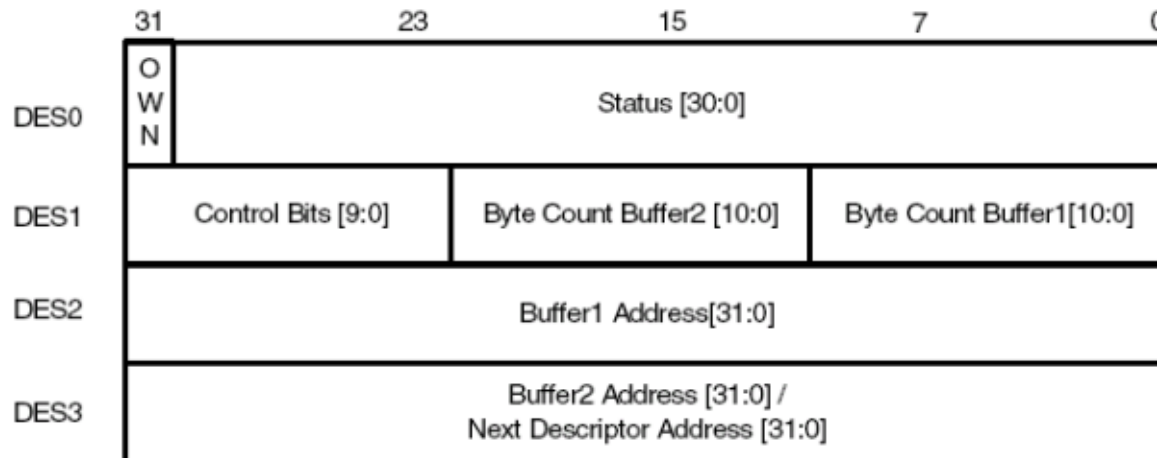 31 23 15 7 0
OWN
Status [30:0]
DES0
Control Bits [9:0] Byte Count Buffer2 [10:0] Byte Count Buffer1[10:0]
DES1
Buffer1 Address[31:0]
DES2
Buffer2 Address [31:0] /
Next Descriptor Address [31:0]
DES3